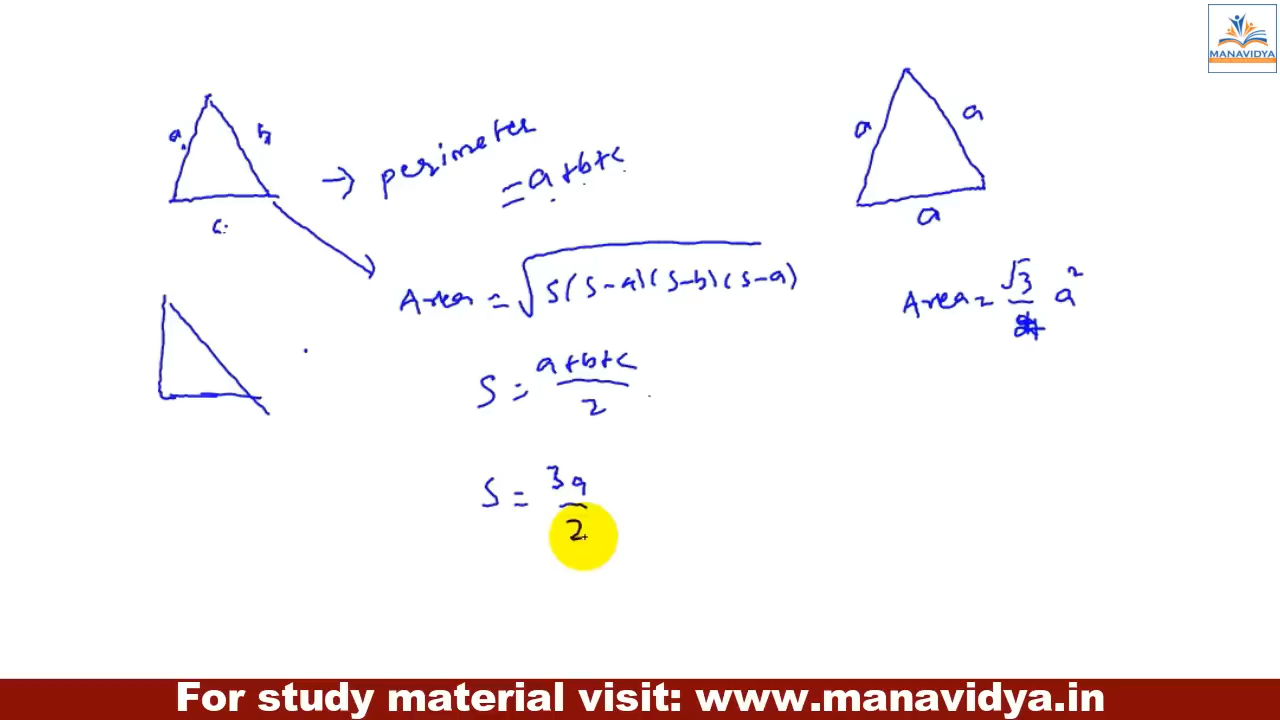 MANAVIDYA
a
b
c
→ perimeter
= a+b+c
a
a
a
Area = √S(S-a)(S-b)(S-a)
Area = √3/4 a²
S = a+b+c/2
S = 3a/2
For study material visit: www.manavidya.in